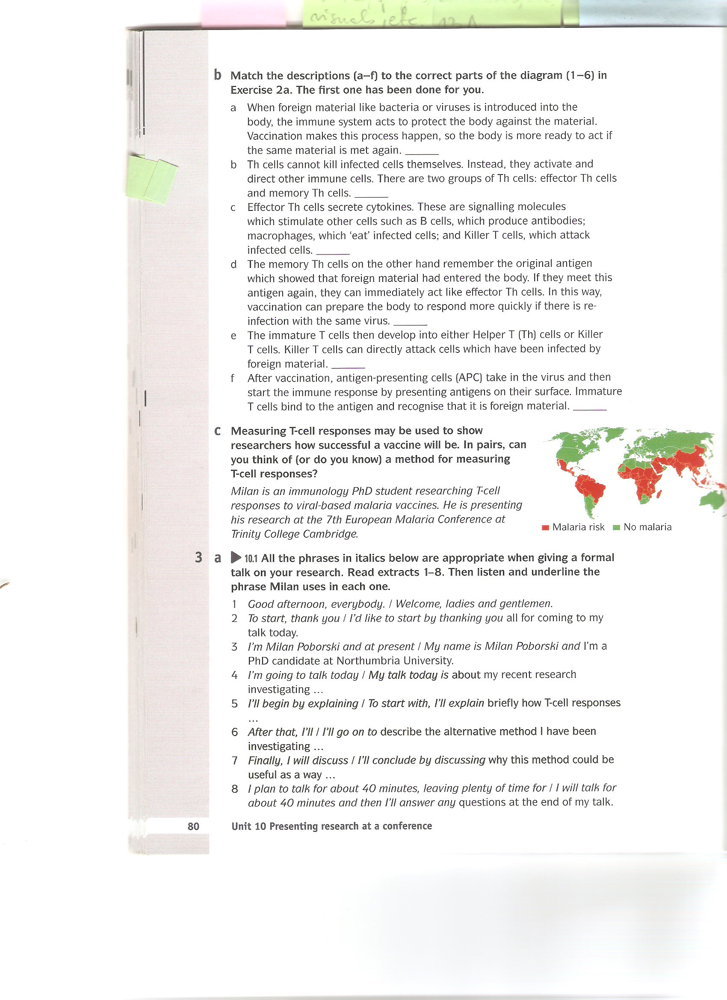 visuals, etc.
b Match the descriptions (a–f) to the correct parts of the diagram (1–6) in
Exercise 2a. The first one has been done for you.
a When foreign material like bacteria or viruses is introduced into the
body, the immune system acts to protect the body against the material.
Vaccination makes this process happen, so the body is more ready to act if
the same material is met again. ______
b Th cells cannot kill infected cells themselves. Instead, they activate and
direct other immune cells. There are two groups of Th cells: effector Th cells
and memory Th cells. ______
c Effector Th cells secrete cytokines. These are signalling molecules
which stimulate other cells such as B cells, which produce antibodies;
macrophages, which ‘eat’ infected cells; and Killer T cells, which attack
infected cells. ______
d The memory Th cells on the other hand remember the original antigen
which showed that foreign material had entered the body. If they meet this
antigen again, they can immediately act like effector Th cells. In this way,
vaccination can prepare the body to respond more quickly if there is re-
infection with the same virus. ______
e The immature T cells then develop into either Helper T (Th) cells or Killer
T cells. Killer T cells can directly attack cells which have been infected by
foreign material. ______
f After vaccination, antigen-presenting cells (APC) take in the virus and then
start the immune response by presenting antigens on their surface. Immature
T cells bind to the antigen and recognise that it is foreign material. ______
c Measuring T-cell responses may be used to show
researchers how successful a vaccine will be. In pairs, can
you think of (or do you know) a method for measuring
T-cell responses?
Milan is an immunology PhD student researching T-cell
responses to viral-based malaria vaccines. He is presenting
his research at the 7th European Malaria Conference at
Trinity College Cambridge.
Malaria risk No malaria
3 a 10.1 All the phrases in italics below are appropriate when giving a formal
talk on your research. Read extracts 1–8. Then listen and underline the
phrase Milan uses in each one.
1 Good afternoon, everybody. / Welcome, ladies and gentlemen.
2 To start, thank you / I’d like to start by thanking you all for coming to my
talk today.
3 I’m Milan Poborski and at present / My name is Milan Poborski and I’m a
PhD candidate at Northumbria University.
4 I’m going to talk today / My talk today is about my recent research
investigating ...
5 I’ll begin by explaining / To start with, I’ll explain briefly how T-cell responses
...
6 After that, I’ll / I’ll go on to describe the alternative method I have been
investigating ...
7 Finally, I will discuss / I’ll conclude by discussing why this method could be
useful as a way ...
8 I plan to talk for about 40 minutes, leaving plenty of time for / I will talk for
about 40 minutes and then I’ll answer any questions at the end of my talk.
80 Unit 10 Presenting research at a conference